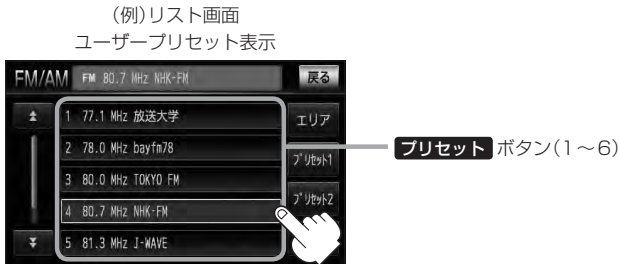 (例)リスト画面
ユーザープリセット表示
FM/AM FM 80.7 MHz NHK-FM 戻る
1 77.1 MHz 放送大学
エリア
2 78.0 MHz bayfm78
プリセット1
3 80.0 MHz TOKYO FM
4 80.7 MHz NHK-FM
プリセット2
5 81.3 MHz J-WAVE
プリセット ボタン(1~6)